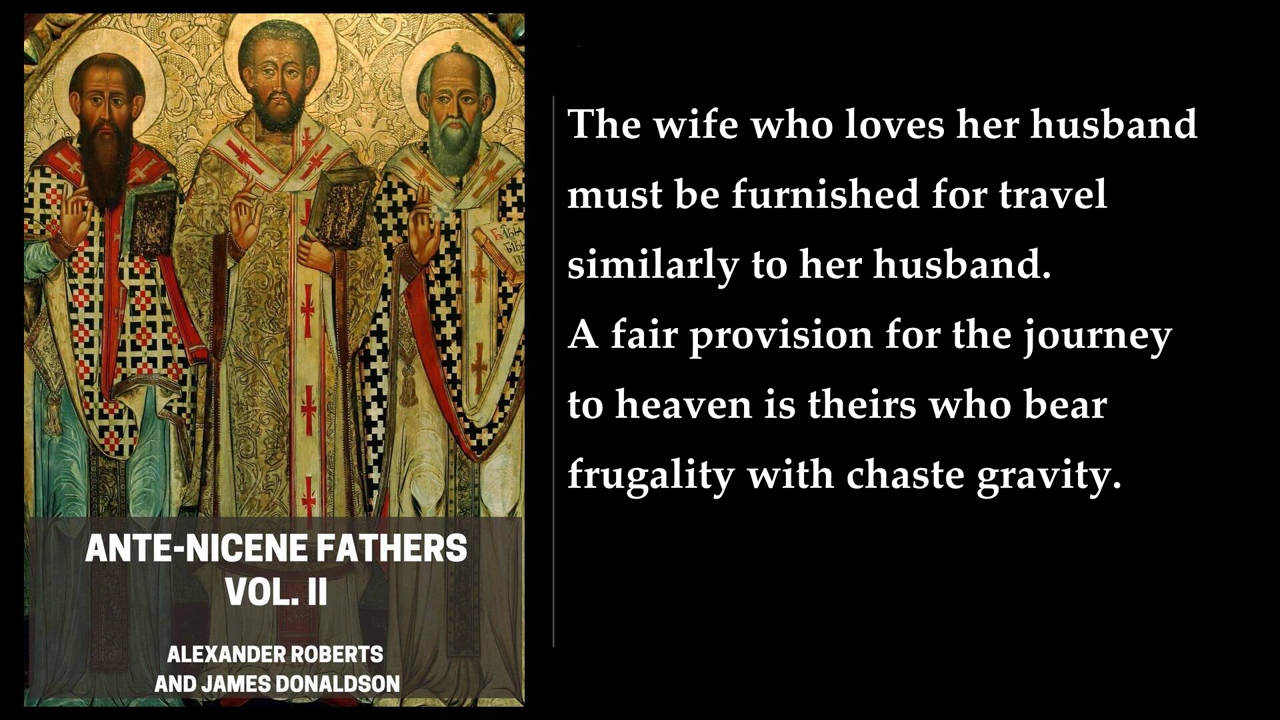 ANTE-NICENE FATHERS
VOL. II
ALEXANDER ROBERTS
AND JAMES DONALDSON
The wife who loves her husband
must be furnished for travel
similarly to her husband.
A fair provision for the journey
to heaven is theirs who bear
frugality with chaste gravity.